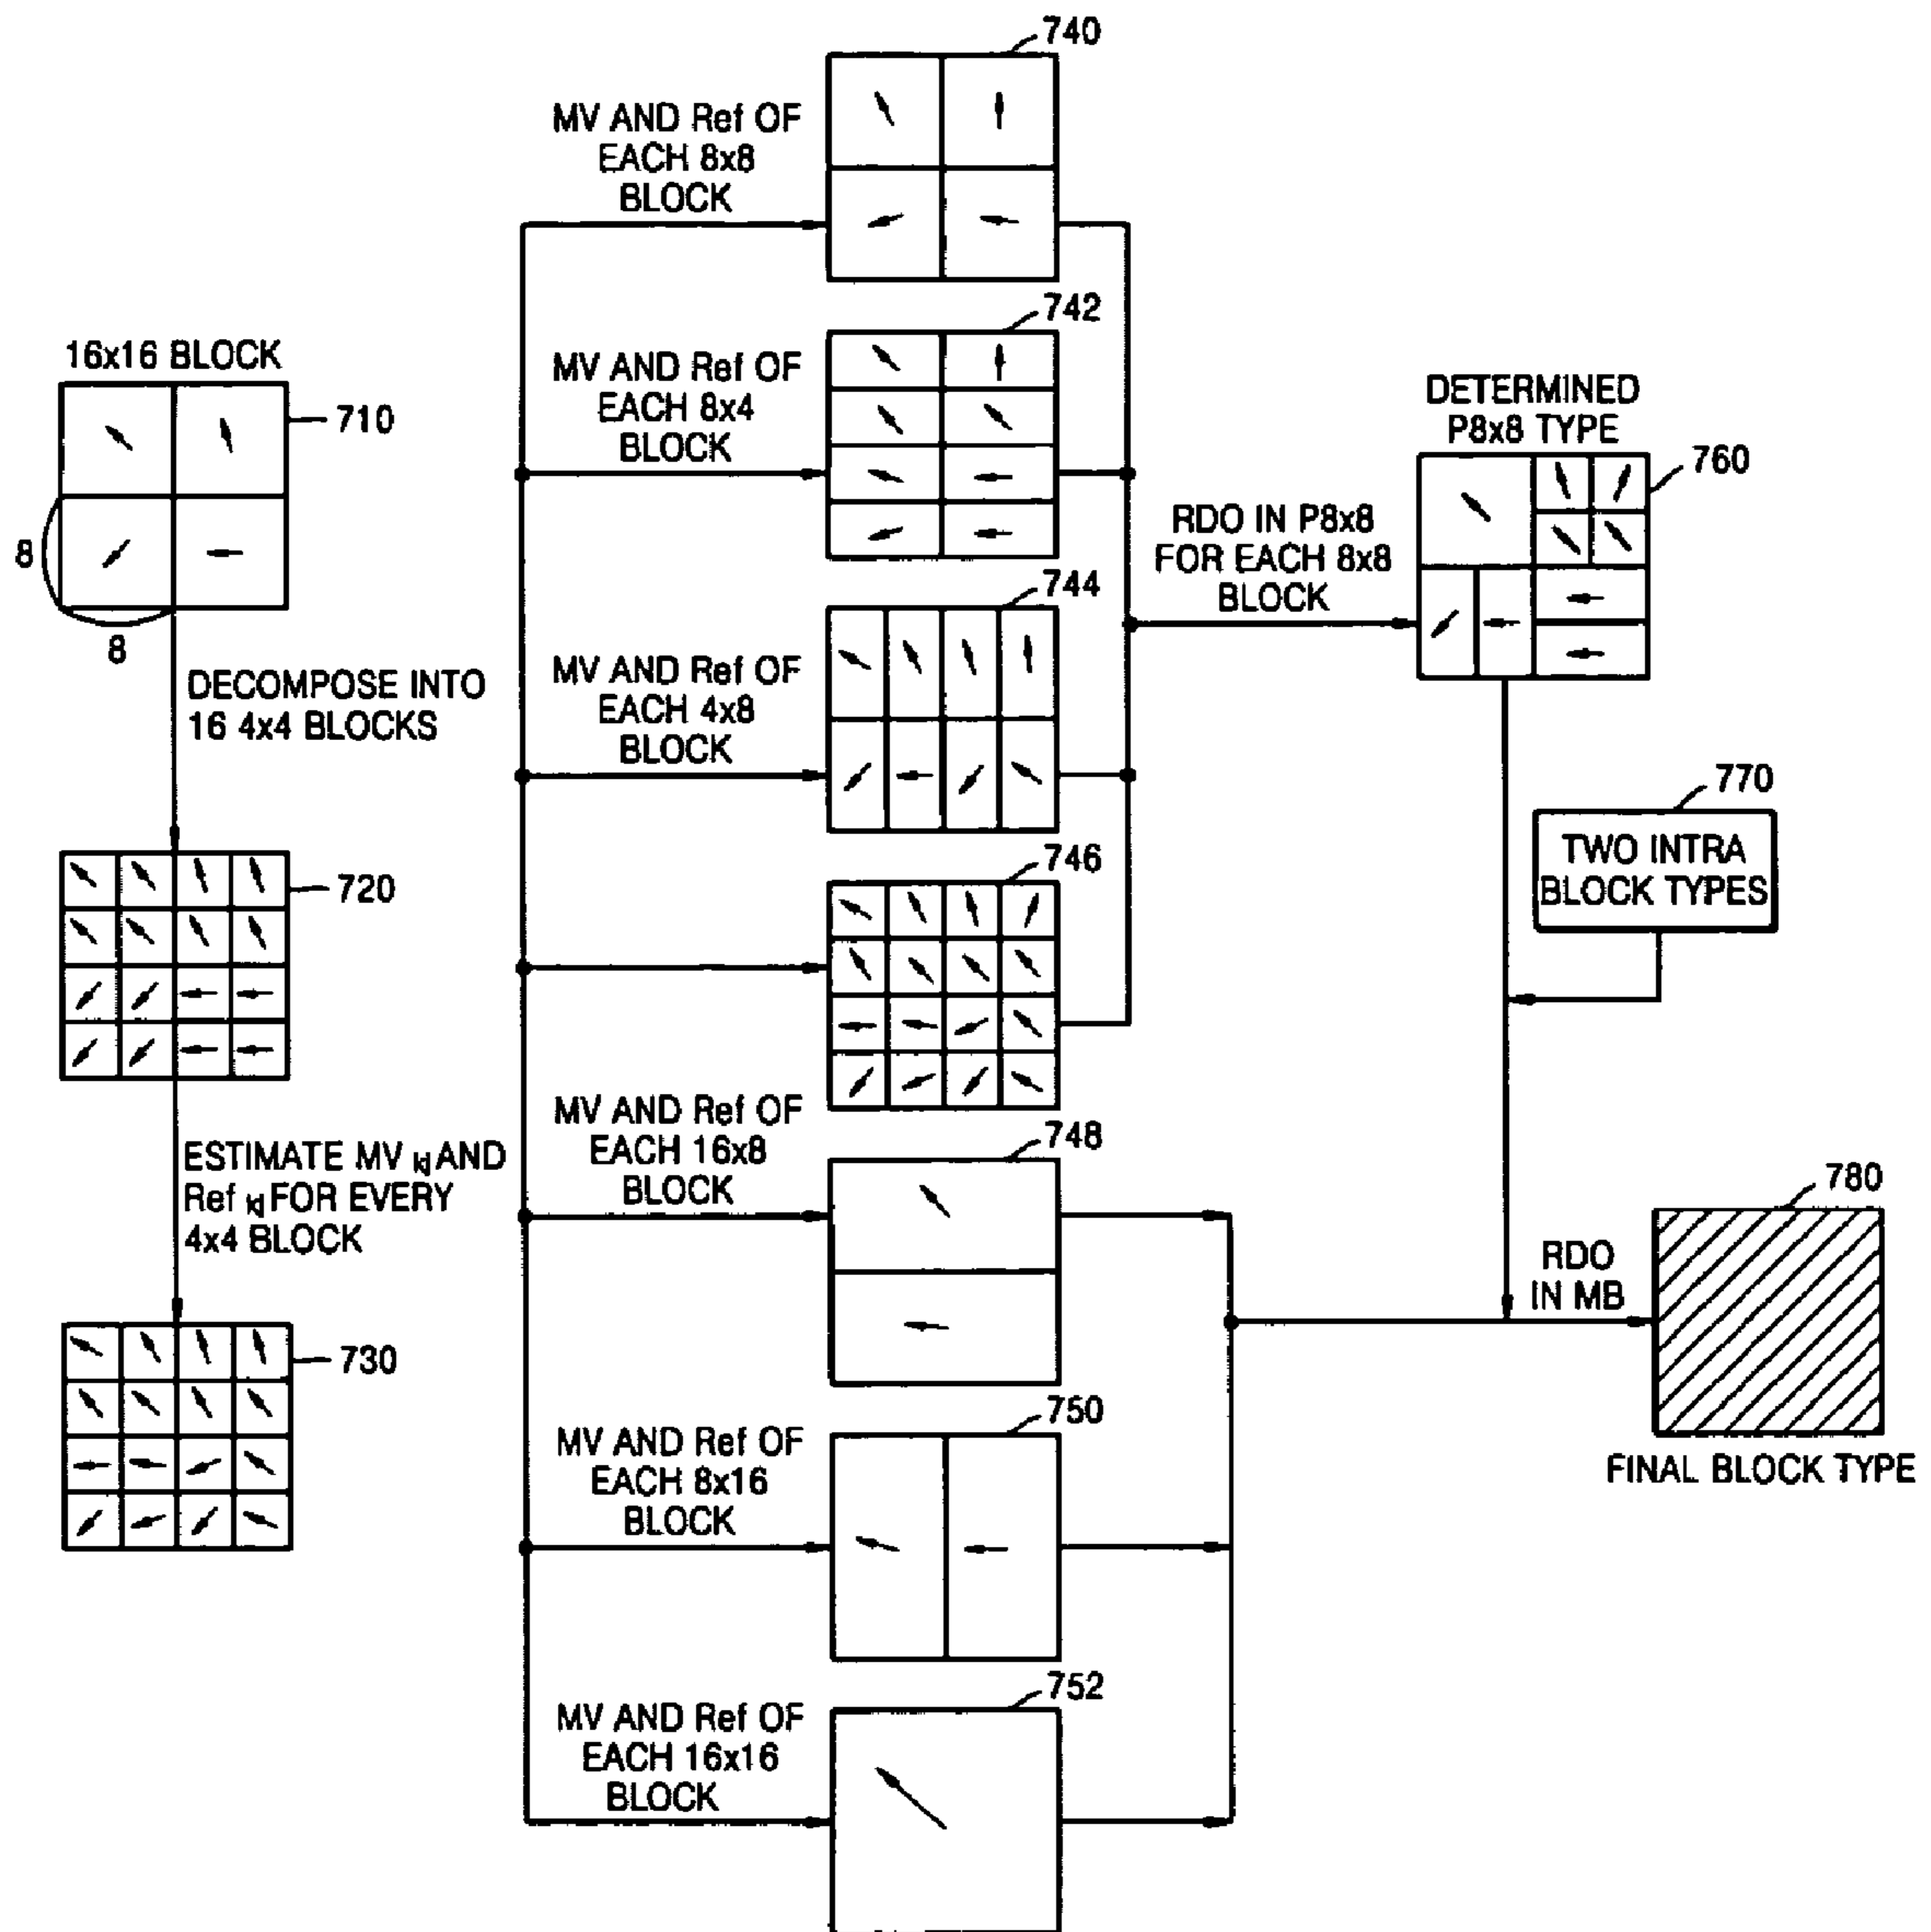 16x16 BLOCK
710
8
8
DECOMPOSE INTO
16 4x4 BLOCKS
720
ESTIMATE MV kl AND
Ref kl FOR EVERY
4x4 BLOCK
730
MV AND Ref OF
EACH 8x8
BLOCK
740
MV AND Ref OF
EACH 8x4
BLOCK
742
MV AND Ref OF
EACH 4x8
BLOCK
744
746
MV AND Ref OF
EACH 16x8
BLOCK
748
MV AND Ref OF
EACH 8x16
BLOCK
750
MV AND Ref OF
EACH 16x16
BLOCK
752
RDO IN P8x8
FOR EACH 8x8
BLOCK
DETERMINED
P8x8 TYPE
760
770
TWO INTRA
BLOCK TYPES
RDO
IN MB
780
FINAL BLOCK TYPE